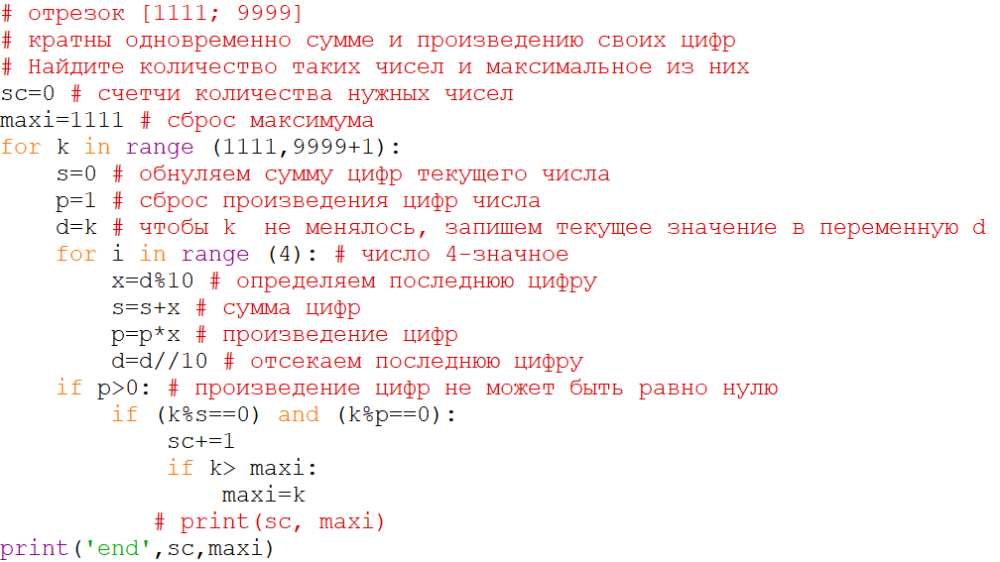 # отрезок [1111; 9999]
# кратны одновременно сумме и произведению своих цифр
# Найдите количество таких чисел и максимальное из них
sc=0 # счетчи количества нужных чисел
maxi=1111 # сброс максимума
for k in range (1111,9999+1):
    s=0 # обнуляем сумму цифр текущего числа
    p=1 # сброс произведения цифр числа
    d=k # чтобы k  не менялось, запишем текущее значение в переменную d
    for i in range (4): # число 4-значное
        x=d%10 # определяем последнюю цифру
        s=s+x # сумма цифр
        p=p*x # произведение цифр
        d=d//10 # отсекаем последнюю цифру
    if p>0: # произведение цифр не может быть равно нулю
        if (k%s==0) and (k%p==0):
            sc+=1
            if k> maxi:
                maxi=k
           # print(sc, maxi)
print('end',sc,maxi)